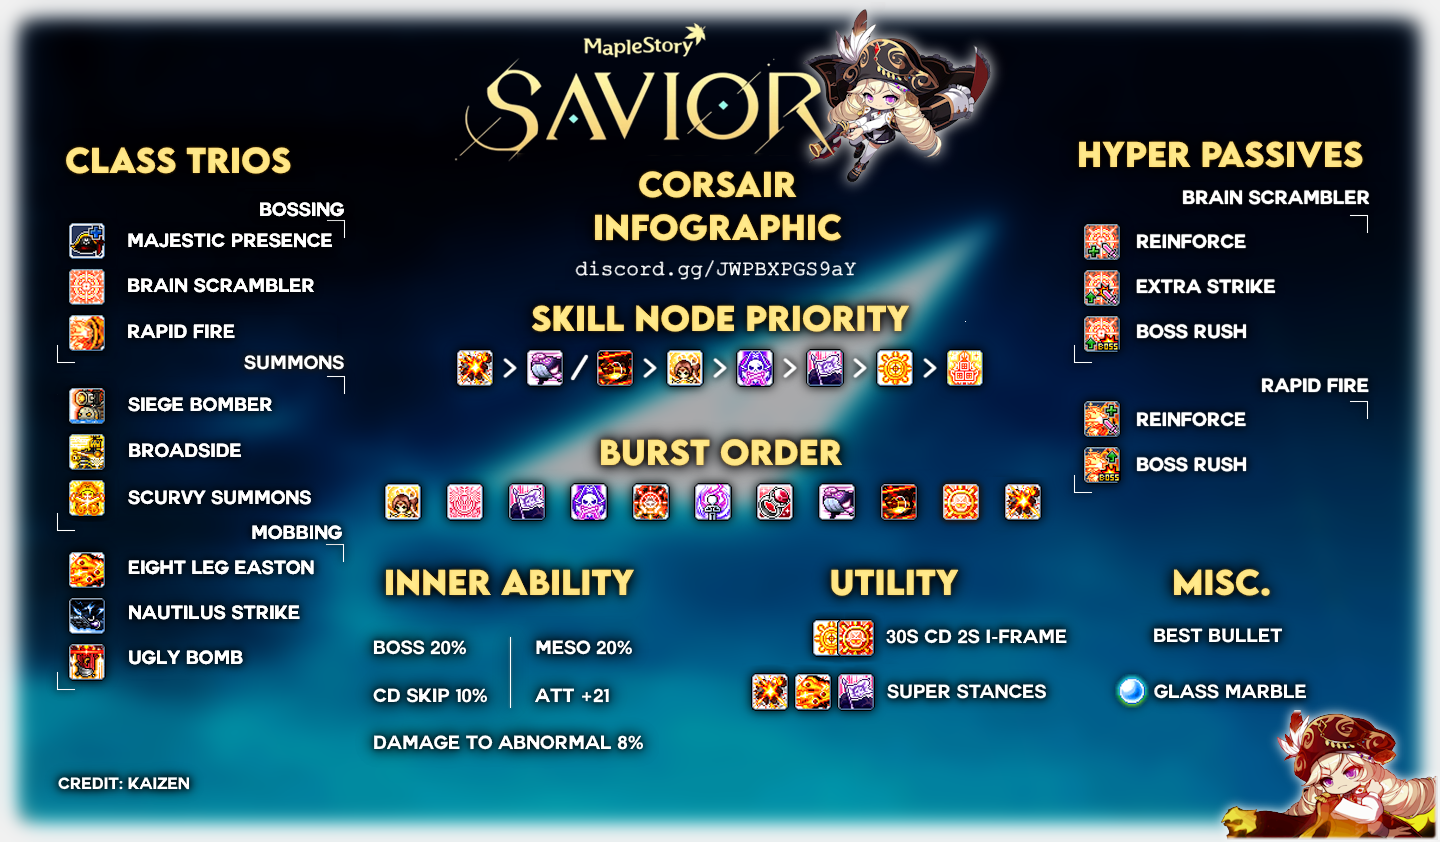 MapleStory
SAVIOR
CORSAIR
INFOGRAPHIC
discord.gg/JWPBXPGS9aY
CLASS TRIOS
BOSSING
MAJESTIC PRESENCE
BRAIN SCRAMBLER
RAPID FIRE
SUMMONS
SIEGE BOMBER
BROADSIDE
SCURVY SUMMONS
MOBBING
EIGHT LEG EASTON
NAUTILUS STRIKE
UGLY BOMB
SKILL NODE PRIORITY
> / > > > > >
BURST ORDER
HYPER PASSIVES
BRAIN SCRAMBLER
REINFORCE
EXTRA STRIKE
BOSS
BOSS RUSH
RAPID FIRE
REINFORCE
BOSS
BOSS RUSH
INNER ABILITY
BOSS 20%
MESO 20%
CD SKIP 10%
ATT +21
DAMAGE TO ABNORMAL 8%
UTILITY
30S CD 2S I-FRAME
SUPER STANCES
MISC.
BEST BULLET
GLASS MARBLE
CREDIT: KAIZEN